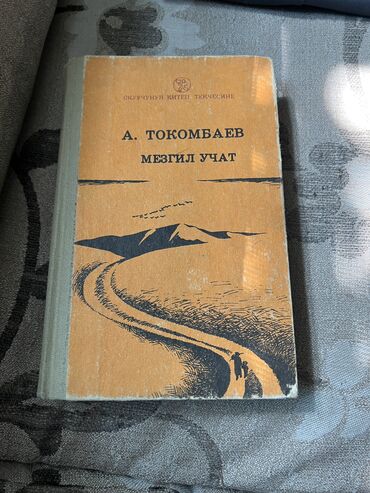 ОКУУЧУНУН КИТЕП ТЕКЧЕСИНЕ
А. ТОКОМБАЕВ
МЕЗГИЛ УЧАТ